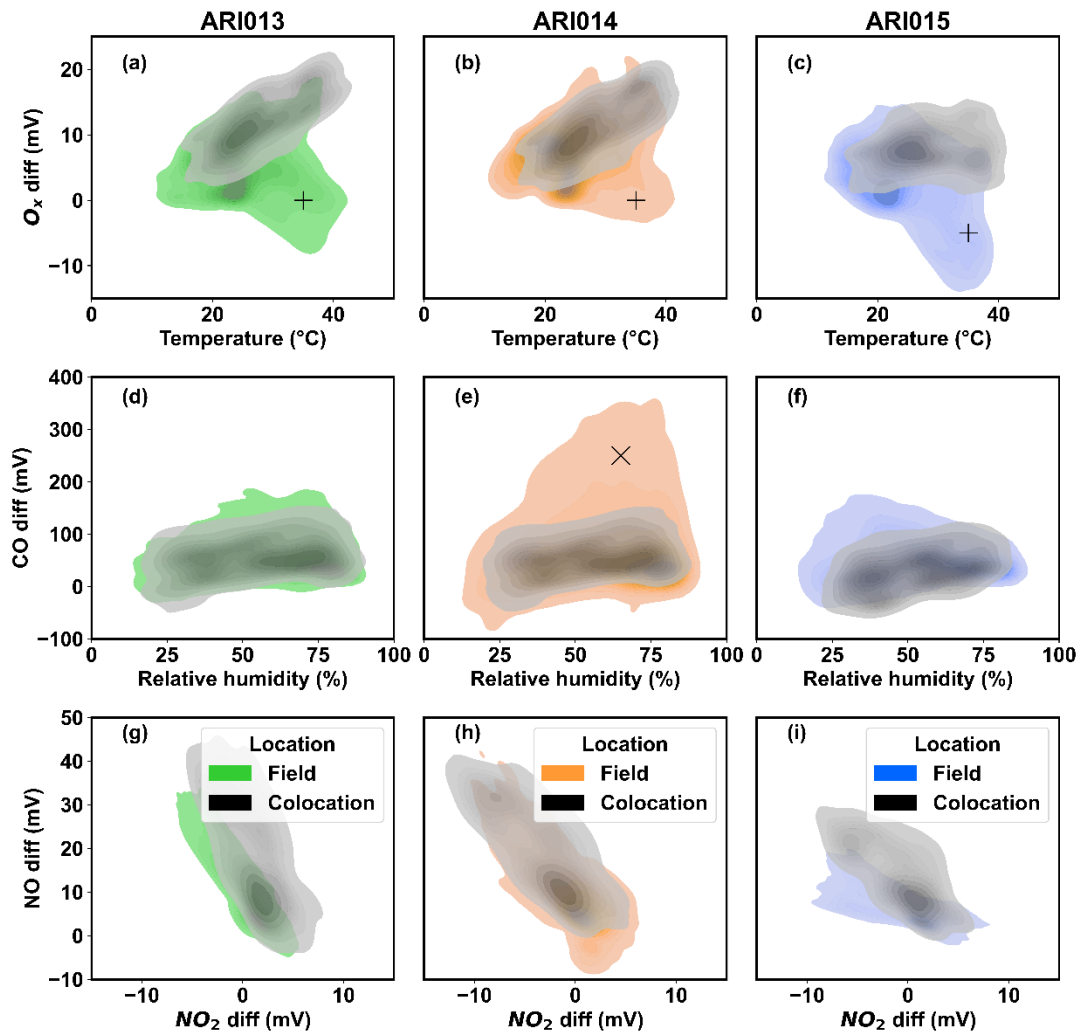 ARI013 ARI014 ARI015
(a) (b) (c)
Oₓ diff (mV)
20
10
0
−10
0 20 40 0 20 40 0 20 40
Temperature (°C) Temperature (°C) Temperature (°C)
(d) (e) (f)
CO diff (mV)
400
300
200
100
0
−100
0 25 50 75 100 0 25 50 75 100 0 25 50 75 100
Relative humidity (%) Relative humidity (%) Relative humidity (%)
(g) (h) (i)
NO diff (mV)
50
40
30
20
10
0
−10
Location Location Location
Field Field Field
Colocation Colocation Colocation
−10 0 10 −10 0 10 −10 0 10
NO₂ diff (mV) NO₂ diff (mV) NO₂ diff (mV)